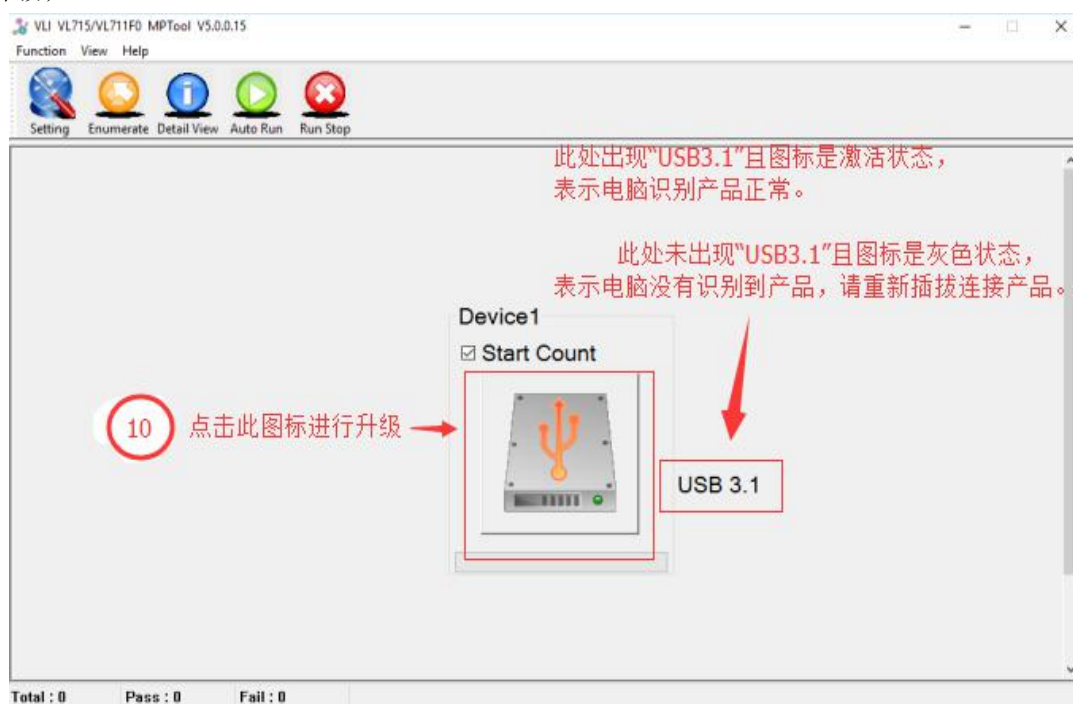 VLI VL715/VL711F0 MPTool V5.0.0.15
Function View Help
Setting Enumerate Detail View Auto Run Run Stop
此处出现“USB3.1”且图标是激活状态，
表示电脑识别产品正常。
此处未出现“USB3.1”且图标是灰色状态，
表示电脑没有识别到产品，请重新插拔连接产品。
Device1
Start Count
10 点击此图标进行升级
USB 3.1
Total : 0 Pass : 0 Fail : 0